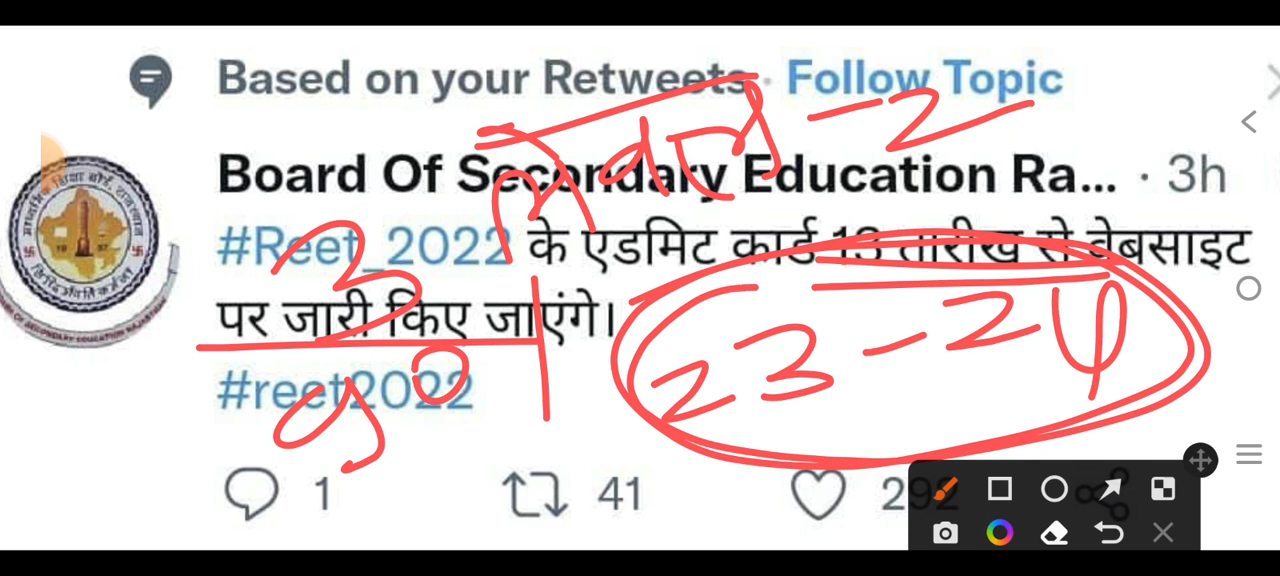 Based on your Retweets · Follow Topic
Board Of Secondary Education Ra... · 3h
#Reet_2022 के एडमिट कार्ड 13 तारीख से वेबसाइट
पर जारी किए जाएंगे।
23-24
#reet2022
1 41 292